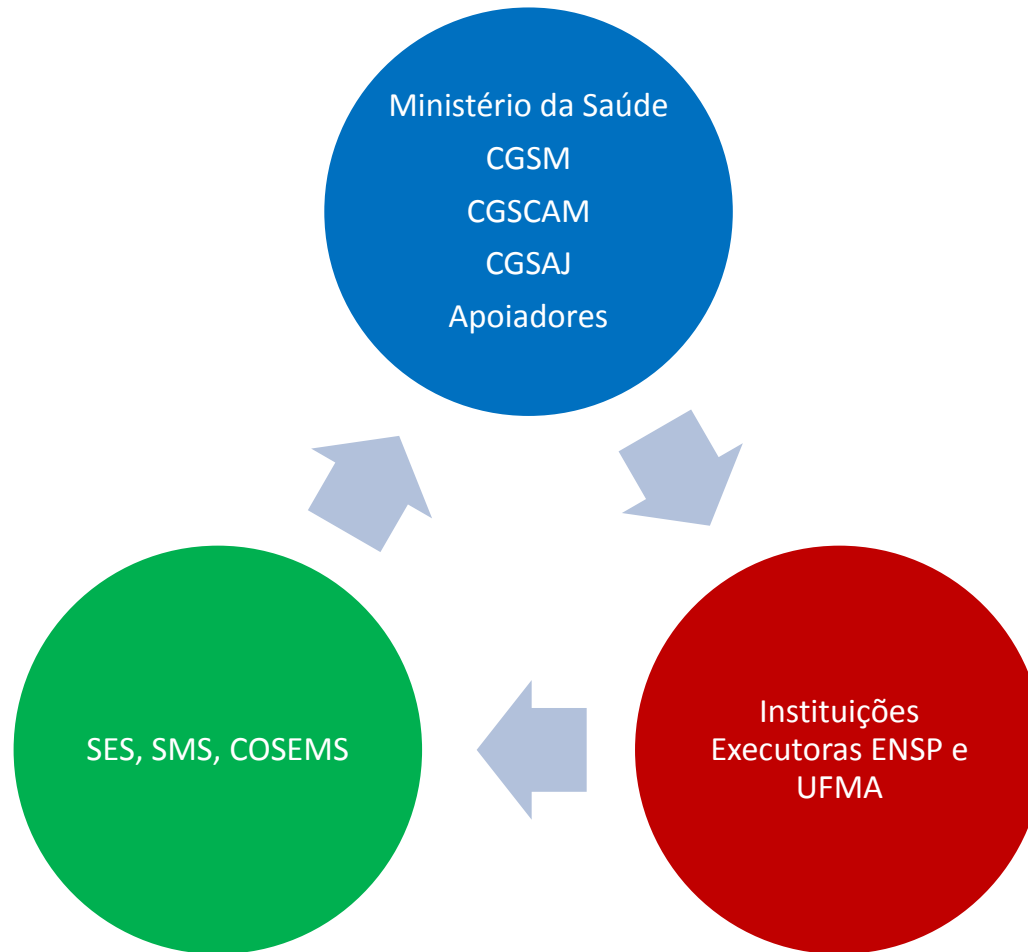 Ministério da Saúde
CGSM
CGSCAM
CGSAJ
Apoiadores
SES, SMS, COSEMS
Instituições
Executoras ENSP e
UFMA